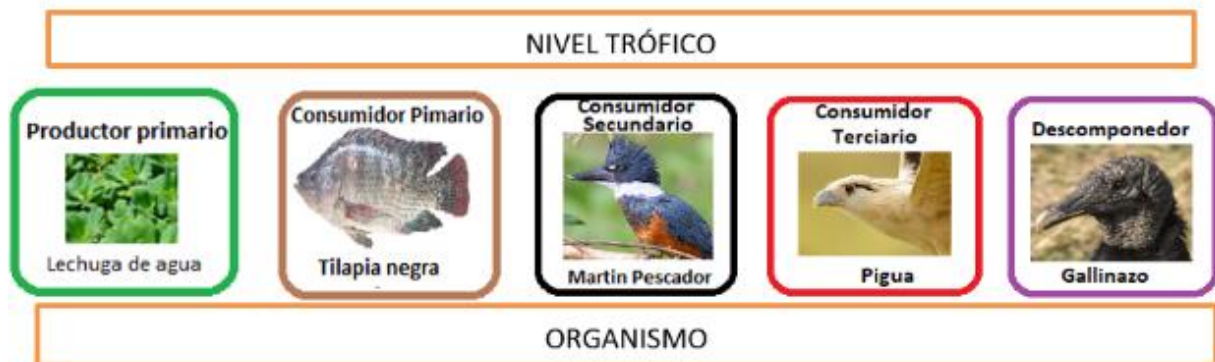 NIVEL TRÓFICO
Productor primario
Lechuga de agua
Consumidor Pimario
Tilapia negra
Consumidor
Secundario
Martin Pescador
Consumidor
Terciario
Pigua
Descomponedor
Gallinazo
ORGANISMO